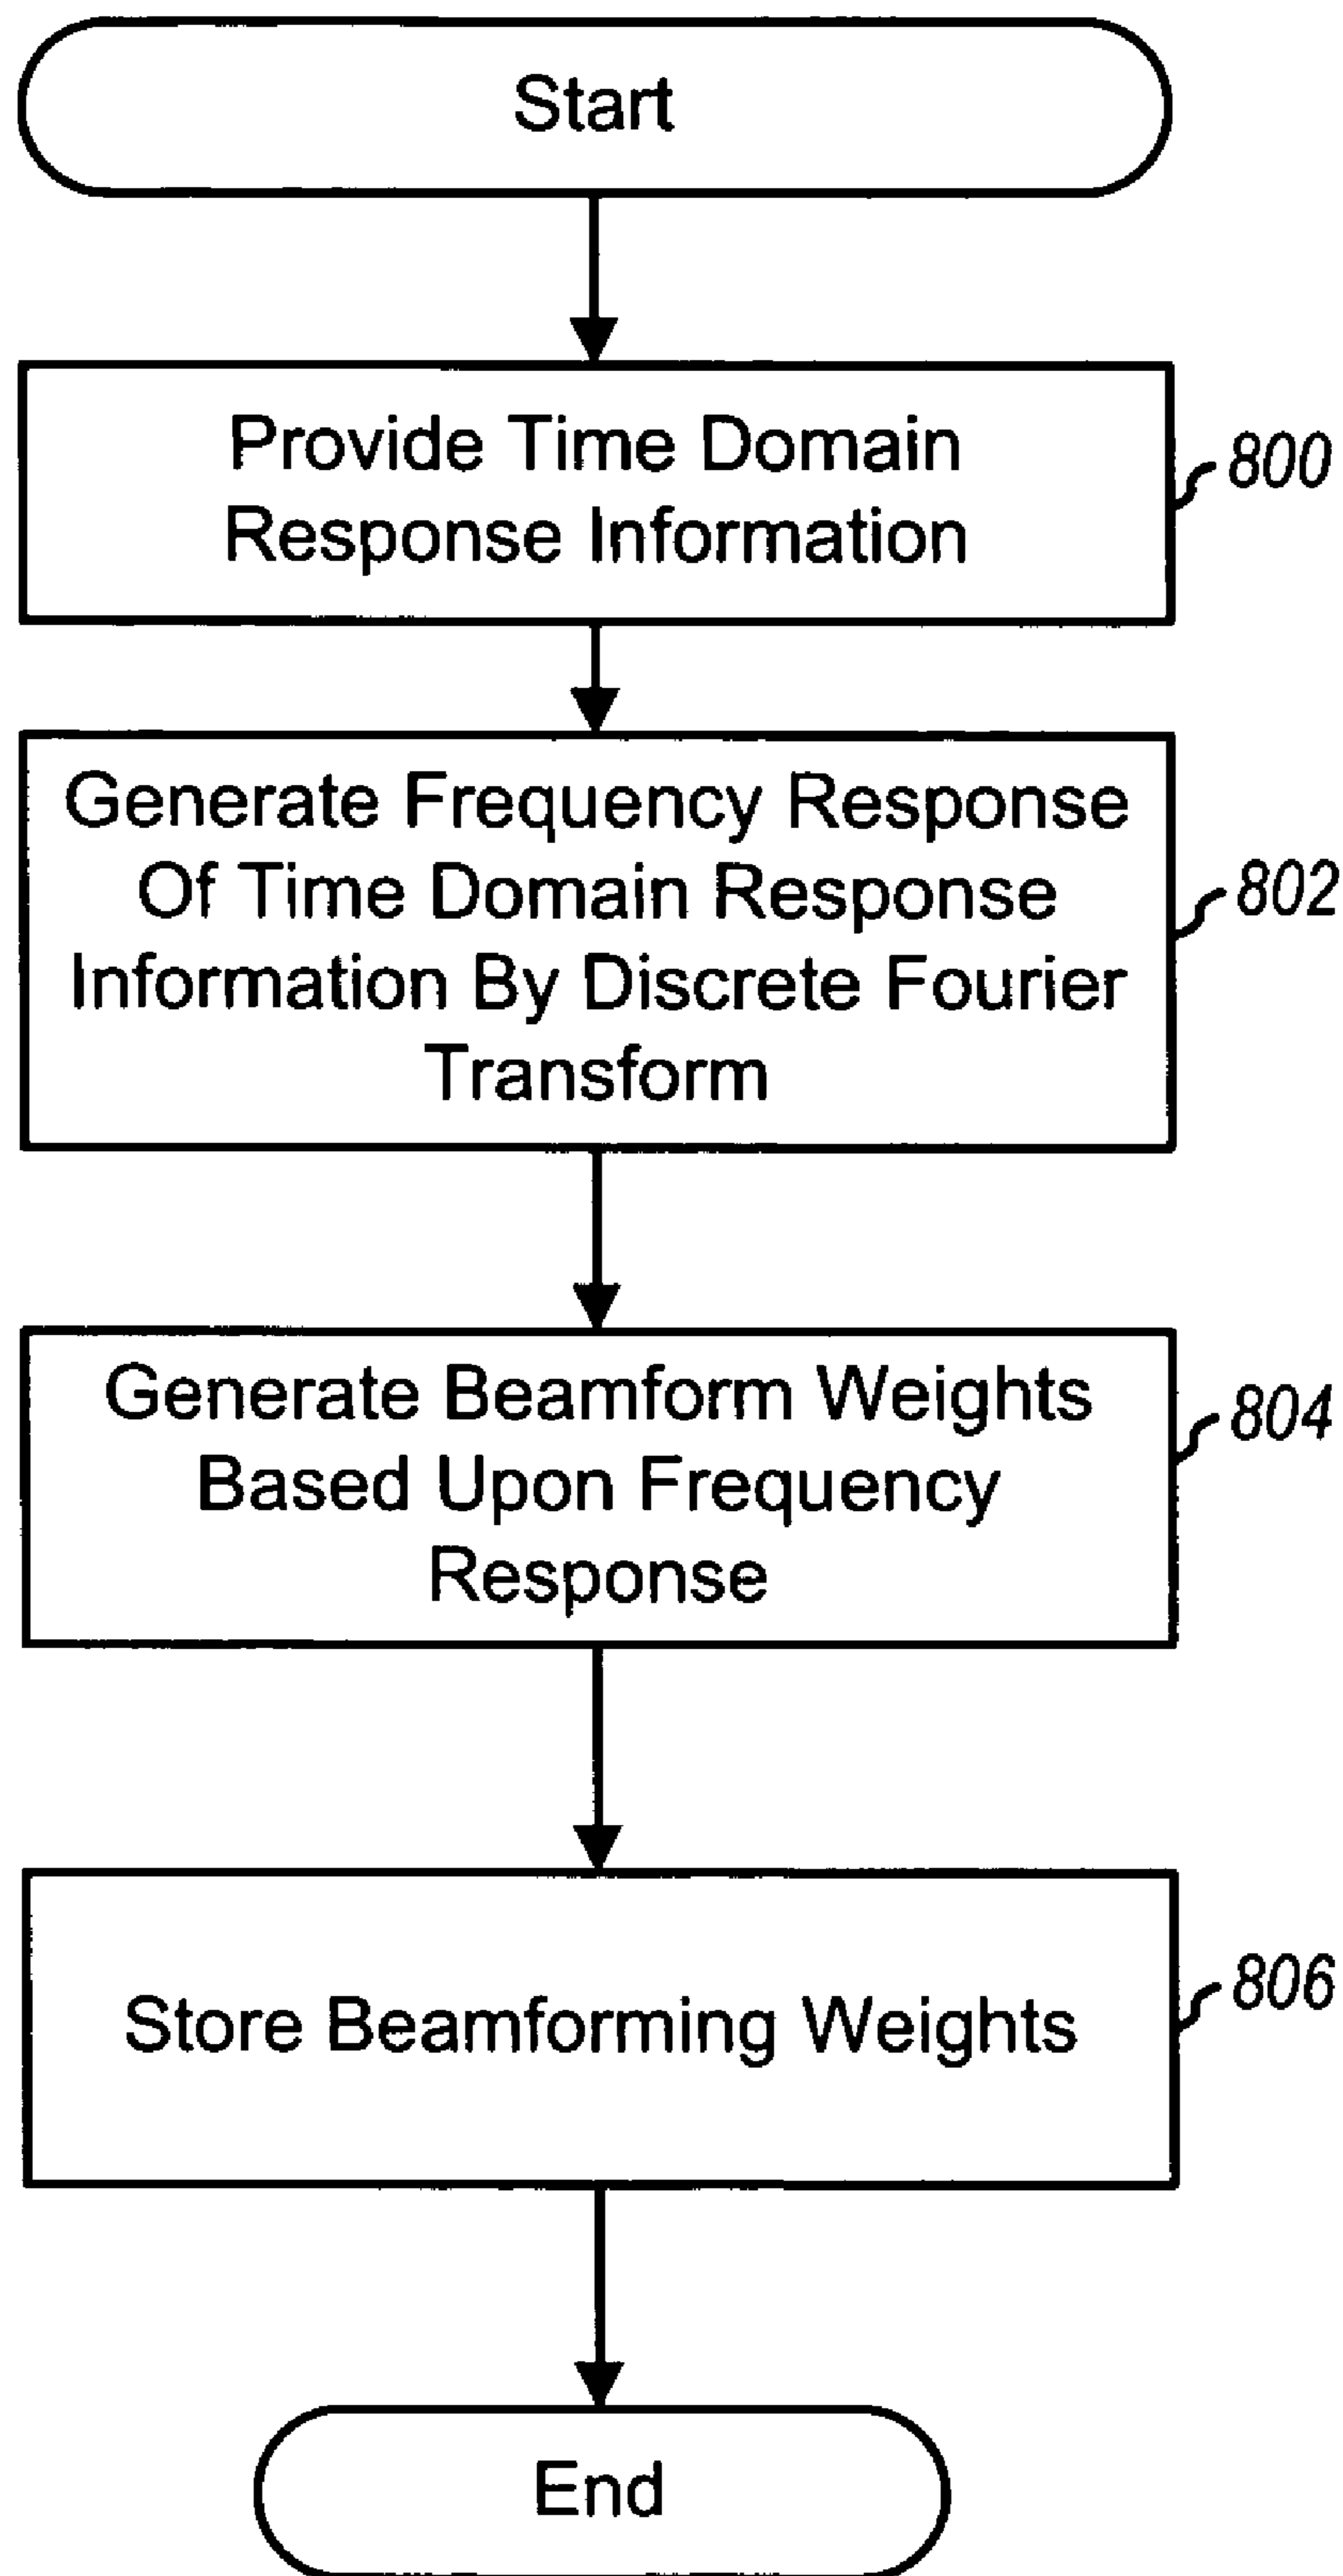 Start
Provide Time Domain
Response Information
800
Generate Frequency Response
Of Time Domain Response
Information By Discrete Fourier
Transform
802
Generate Beamform Weights
Based Upon Frequency
Response
804
Store Beamforming Weights
806
End